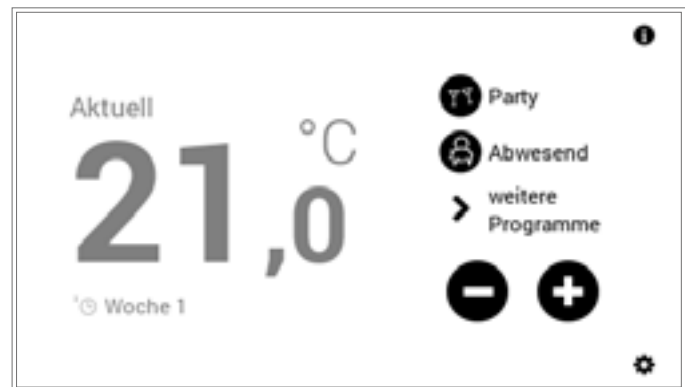 Aktuell
21,0 °C
Woche 1
Party
Abwesend
weitere
Programme